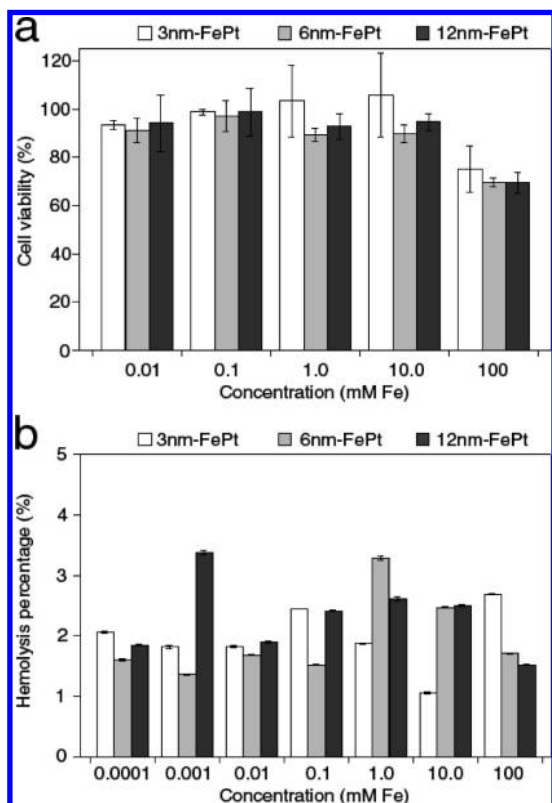 a
3nm-FePt 6nm-FePt 12nm-FePt
Cell viability (%)
120
100
80
60
40
20
0
0.01 0.1 1.0 10.0 100
Concentration (mM Fe)
b
3nm-FePt 6nm-FePt 12nm-FePt
Hemolysis percentage (%)
5
4
3
2
1
0
0.0001 0.001 0.01 0.1 1.0 10.0 100
Concentration (mM Fe)